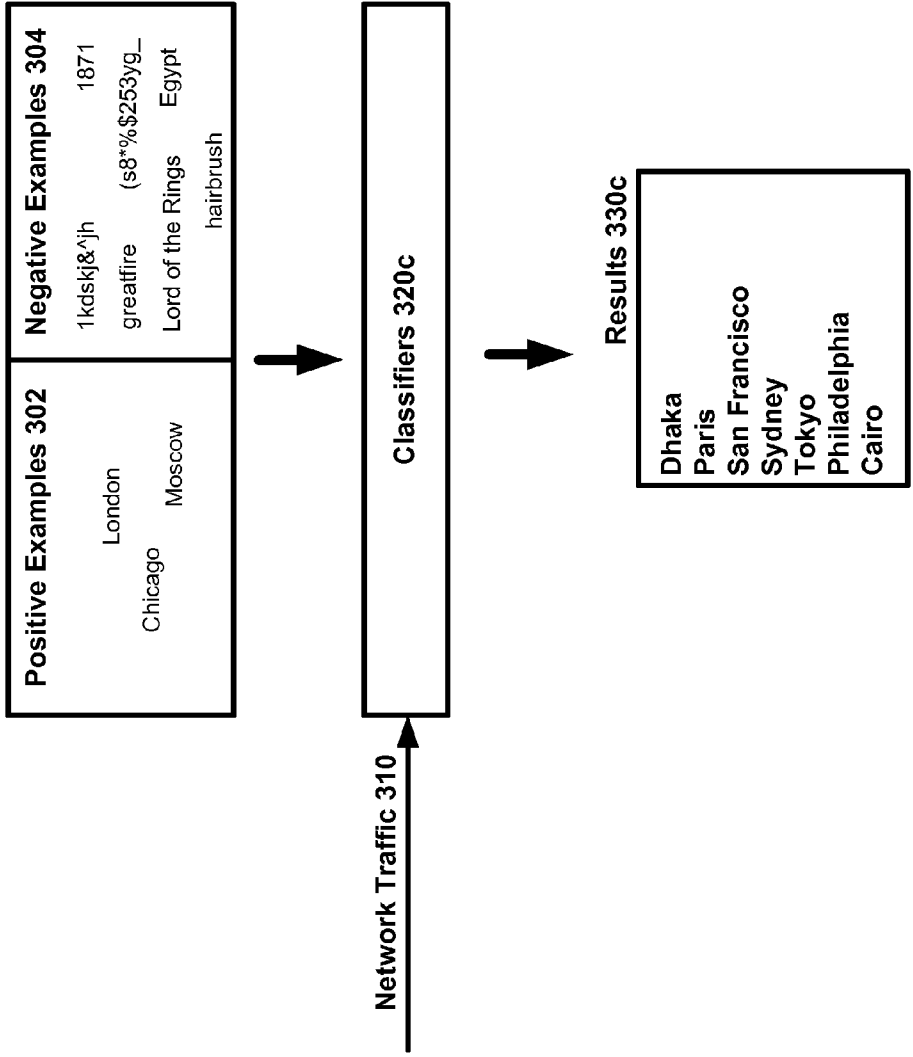 Positive Examples 302
London
Chicago
Moscow
Negative Examples 304
1kdskj&^jh 1871
greatfire (s8*%$253yg_
Lord of the Rings Egypt
hairbrush
Network Traffic 310
Classifiers 320c
Results 330c
Dhaka
Paris
San Francisco
Sydney
Tokyo
Philadelphia
Cairo